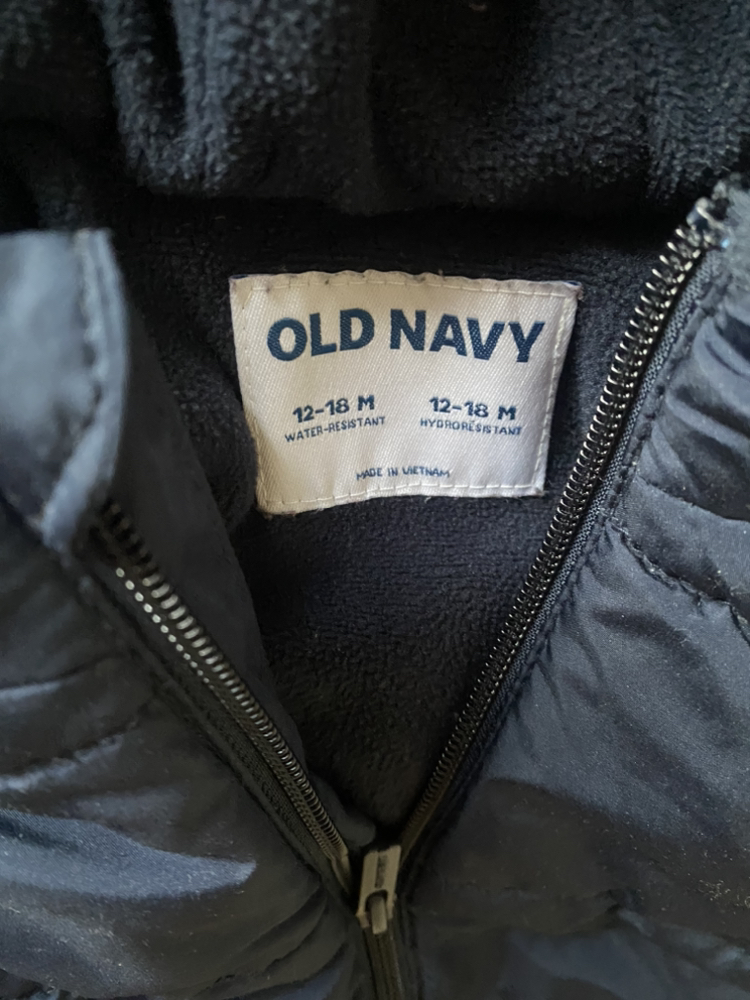 OLD NAVY
12-18 M 12-18 M
WATER-RESISTANT HYDRORÉSISTANT
MADE IN VIETNAM